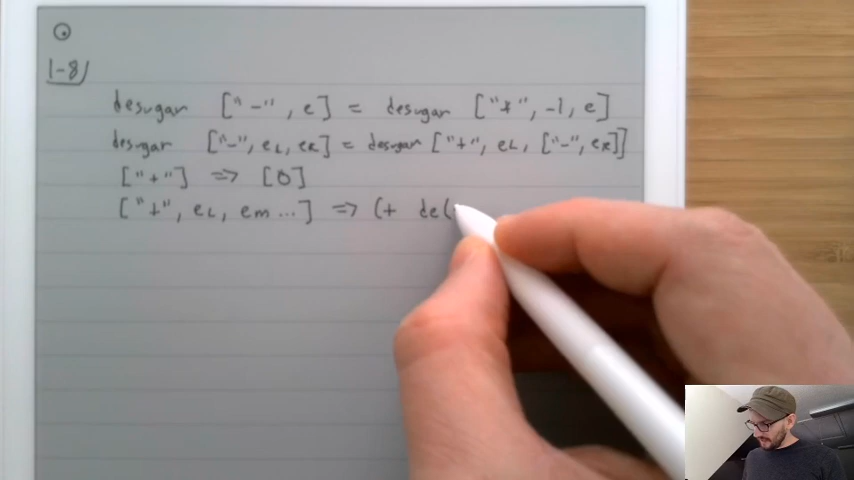 1-8/
desugar ["-", e] = desugar ["*", -1, e]
desugar ["-", eL, eR] = desugar ["+", eL, ["-", eR]]
["+"] => [0]
["+", eL, em...] => (+ de(